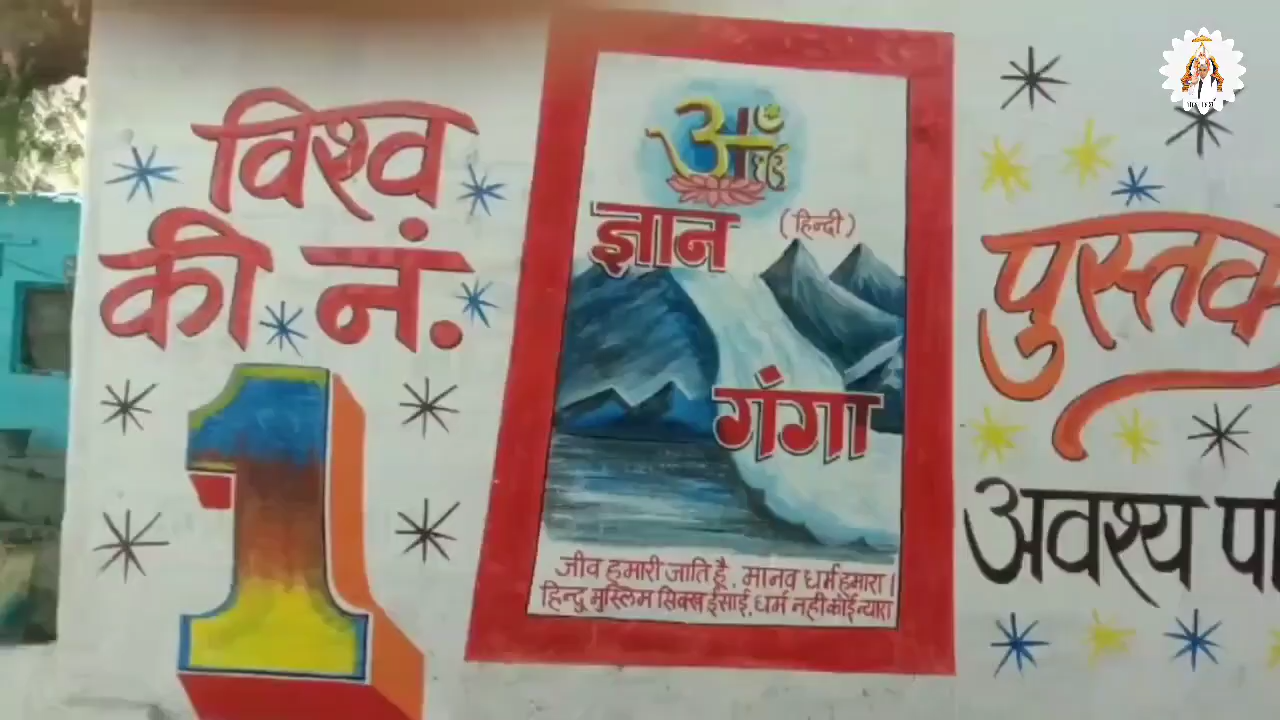 विश्व
की नं.
1
ज्ञान
(हिन्दी)
गंगा
जीव हमारी जाति है, मानव धर्म हमारा।
हिन्दु मुस्लिम सिक्ख ईसाई, धर्म नही कोई न्यारा
पुस्तक
अवश्य